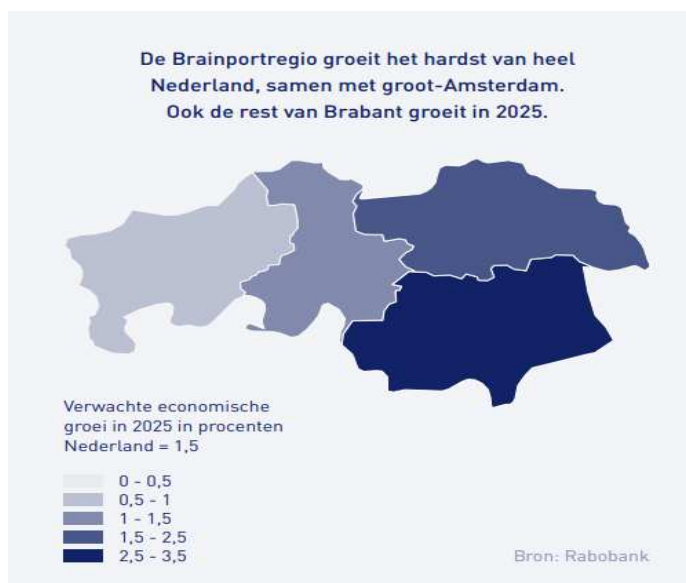 De Brainportregio groeit het hardst van heel
Nederland, samen met groot-Amsterdam.
Ook de rest van Brabant groeit in 2025.
Verwachte economische
groei in 2025 in procenten
Nederland = 1,5
0 - 0,5
0,5 - 1
1 - 1,5
1,5 - 2,5
2,5 - 3,5
Bron: Rabobank